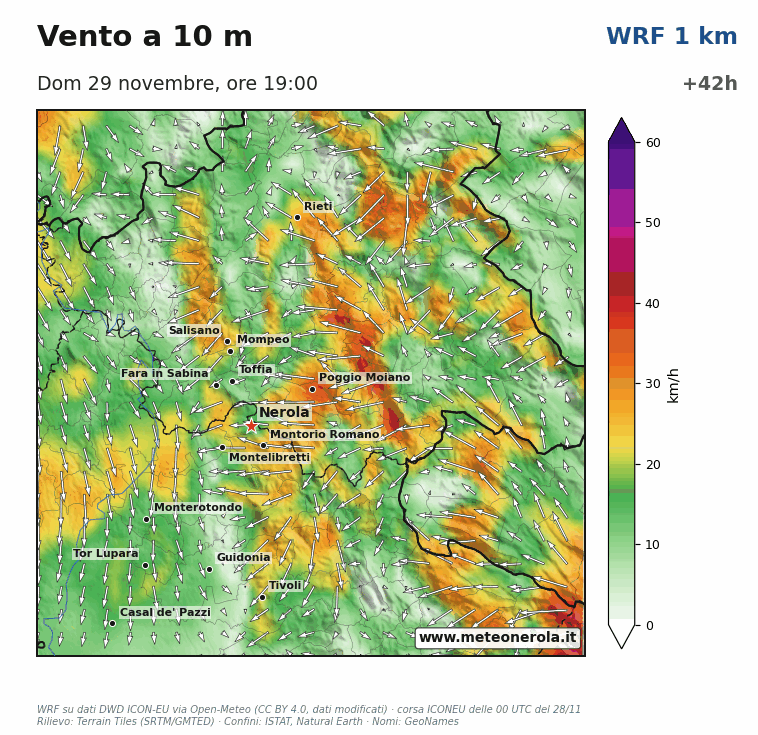 Vento a 10 m
WRF 1 km
Dom 29 novembre, ore 19:00
+42h
Rieti
Salisano
Mompeo
Fara in Sabina
Toffia
Poggio Moiano
Nerola
Montorio Romano
Montelibretti
Monterotondo
Tor Lupara
Guidonia
Tivoli
Casal de' Pazzi
www.meteonerola.it
60
50
40
30
20
10
0
km/h
WRF su dati DWD ICON-EU via Open-Meteo (CC BY 4.0, dati modificati) · corsa ICONEU delle 00 UTC del 28/11
Rilievo: Terrain Tiles (SRTM/GMTED) · Confini: ISTAT, Natural Earth · Nomi: GeoNames